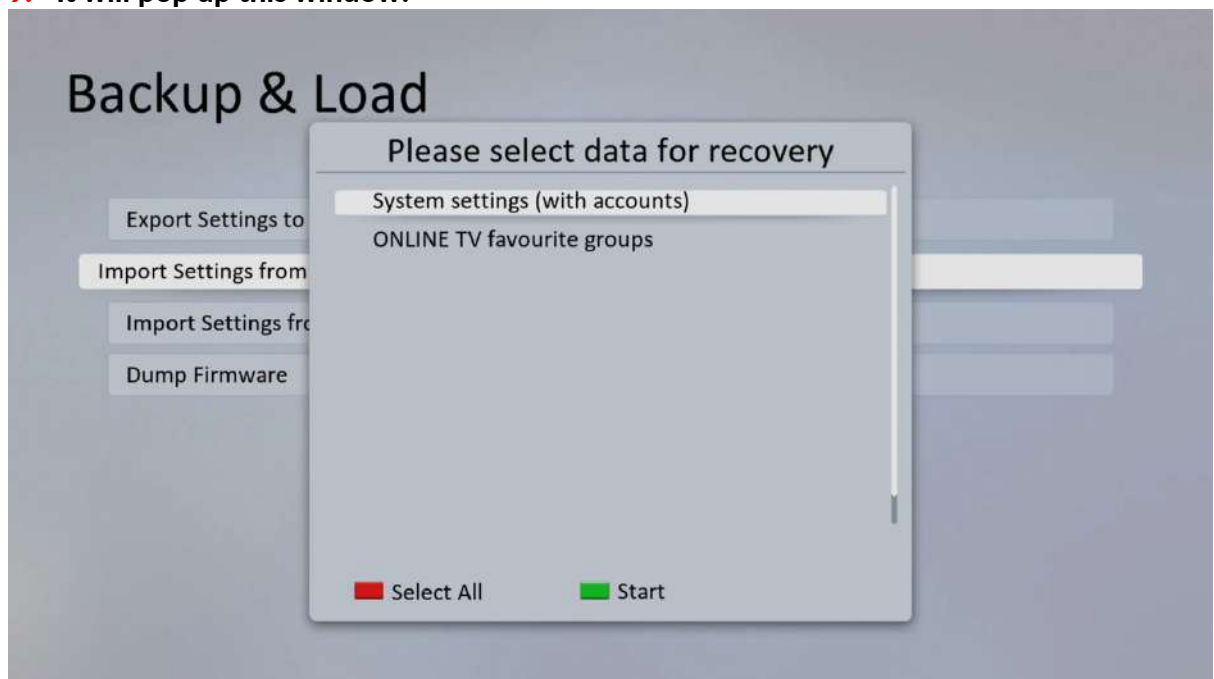 Backup & Load
Please select data for recovery
System settings (with accounts)
ONLINE TV favourite groups
Export Settings to
Import Settings from
Import Settings fro
Dump Firmware
Select All
Start